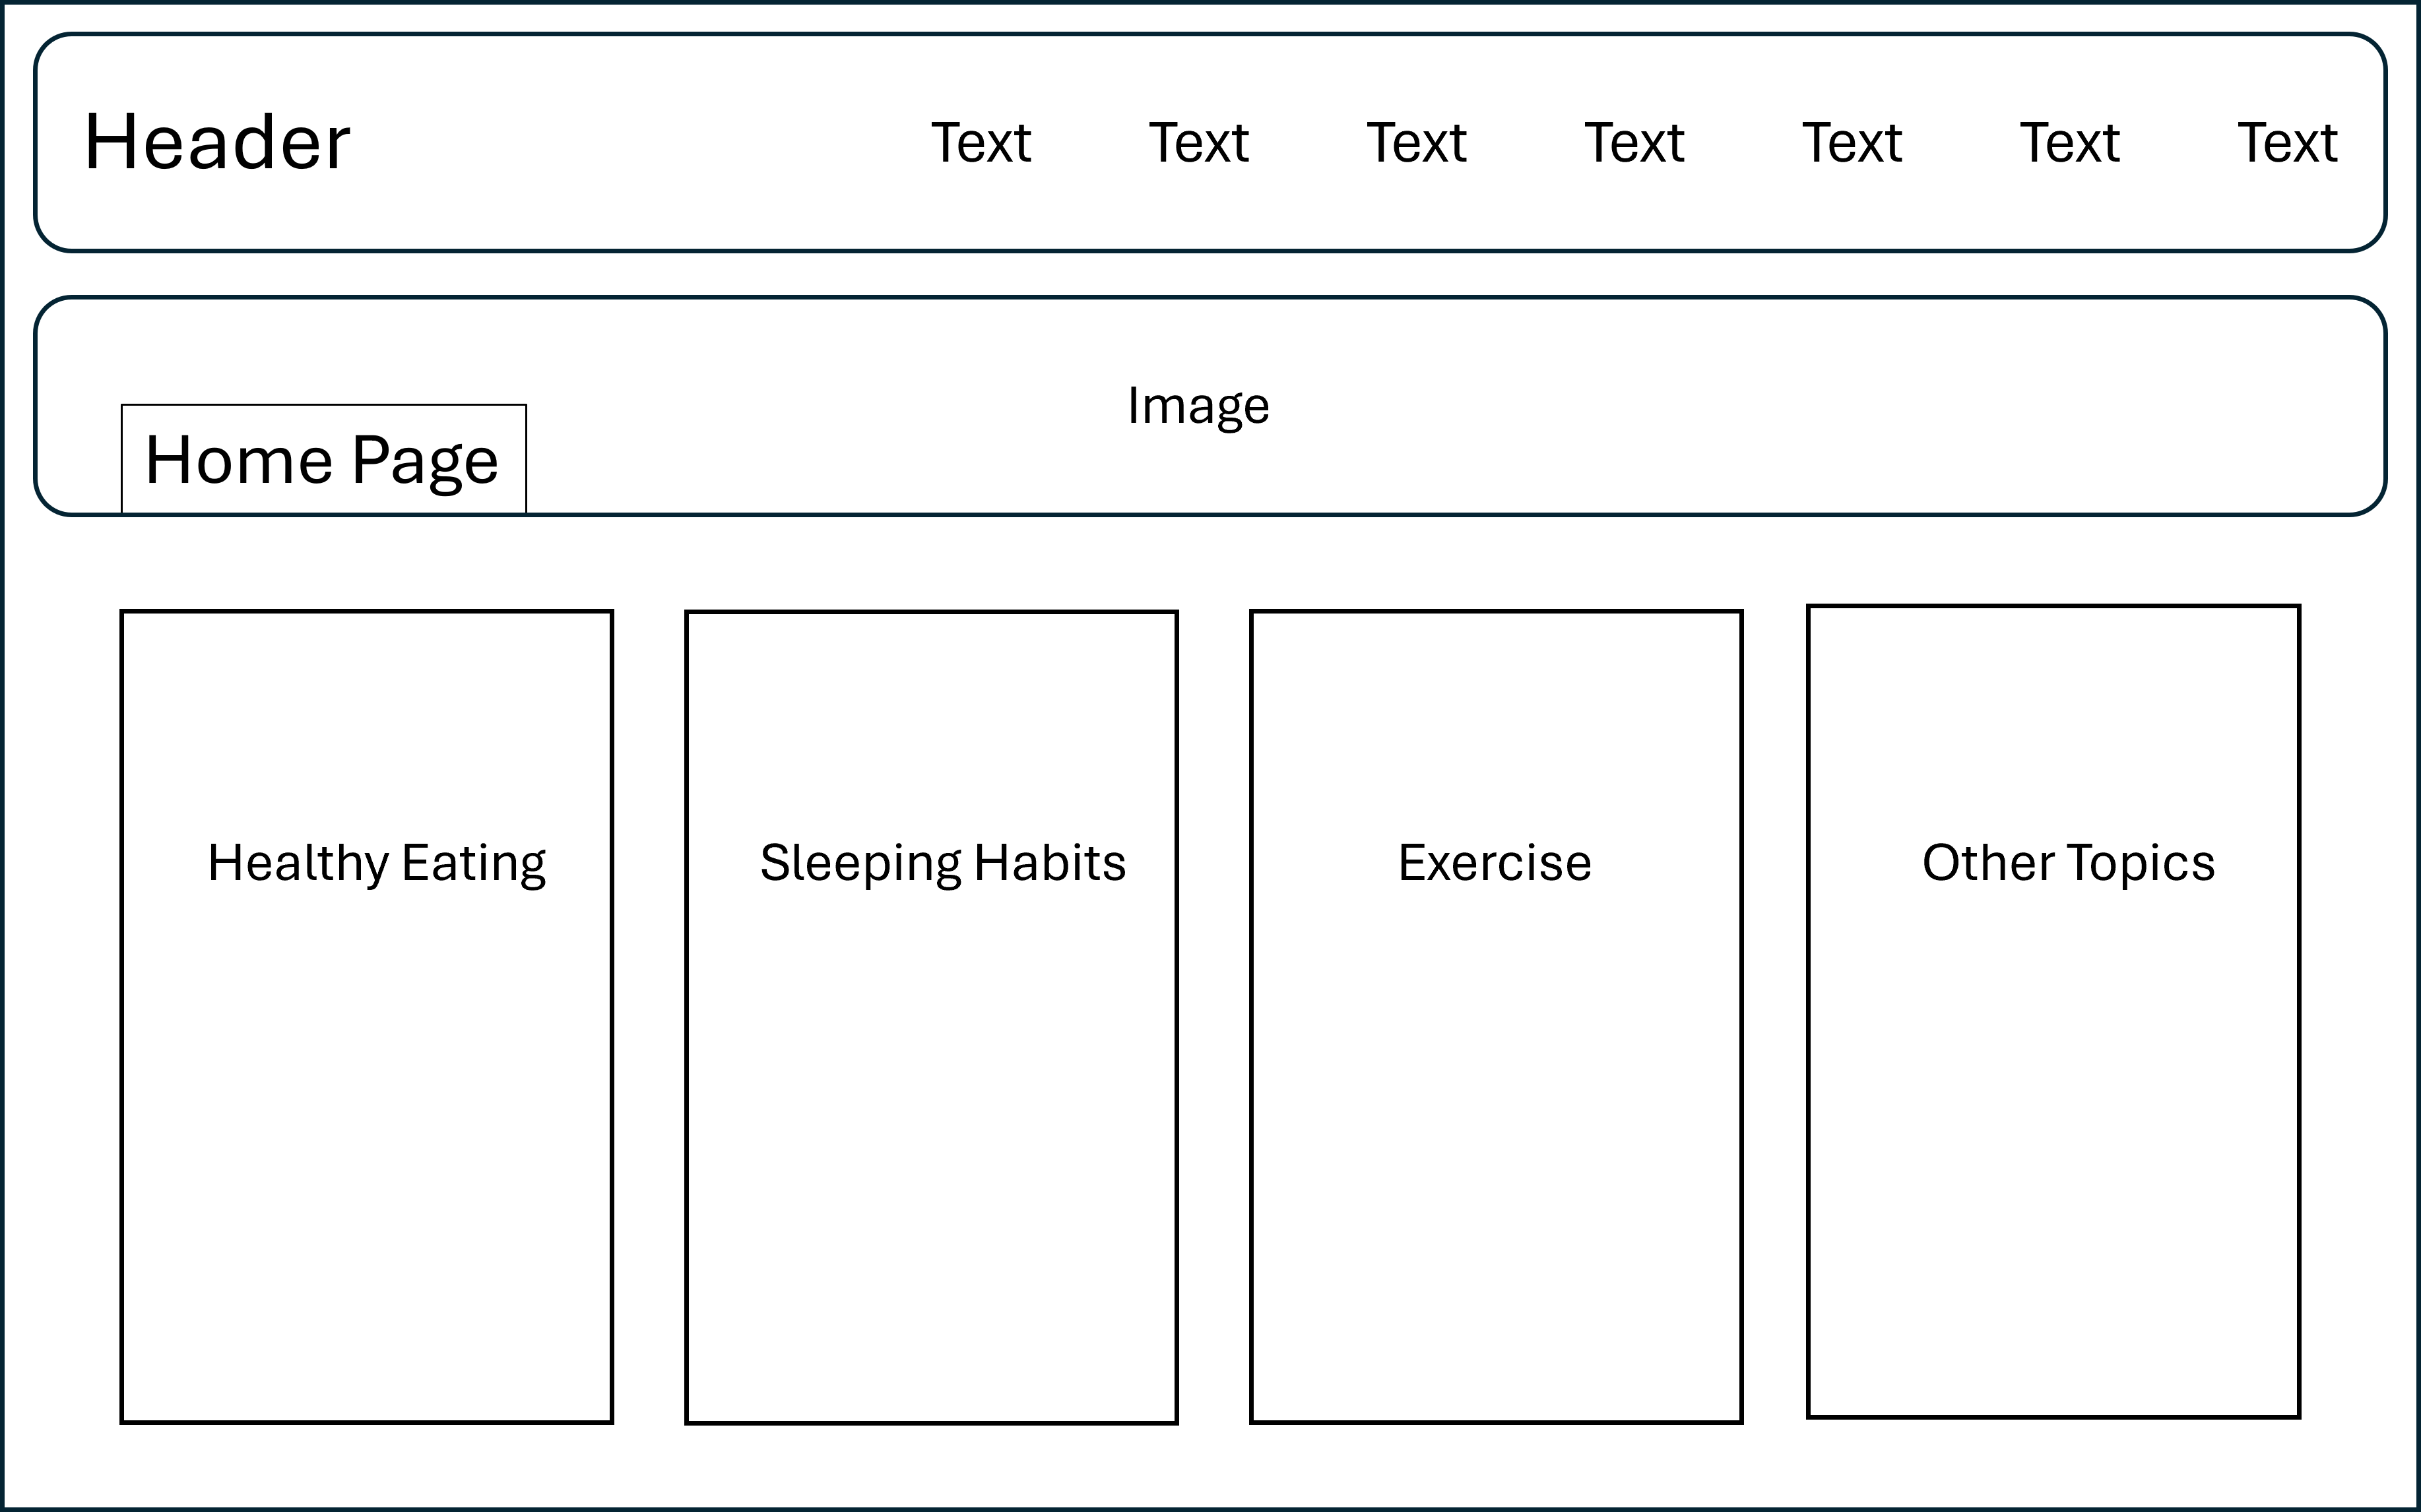 Header Text Text Text Text Text Text Text
Image
Home Page
Healthy Eating Sleeping Habits Exercise Other Topics